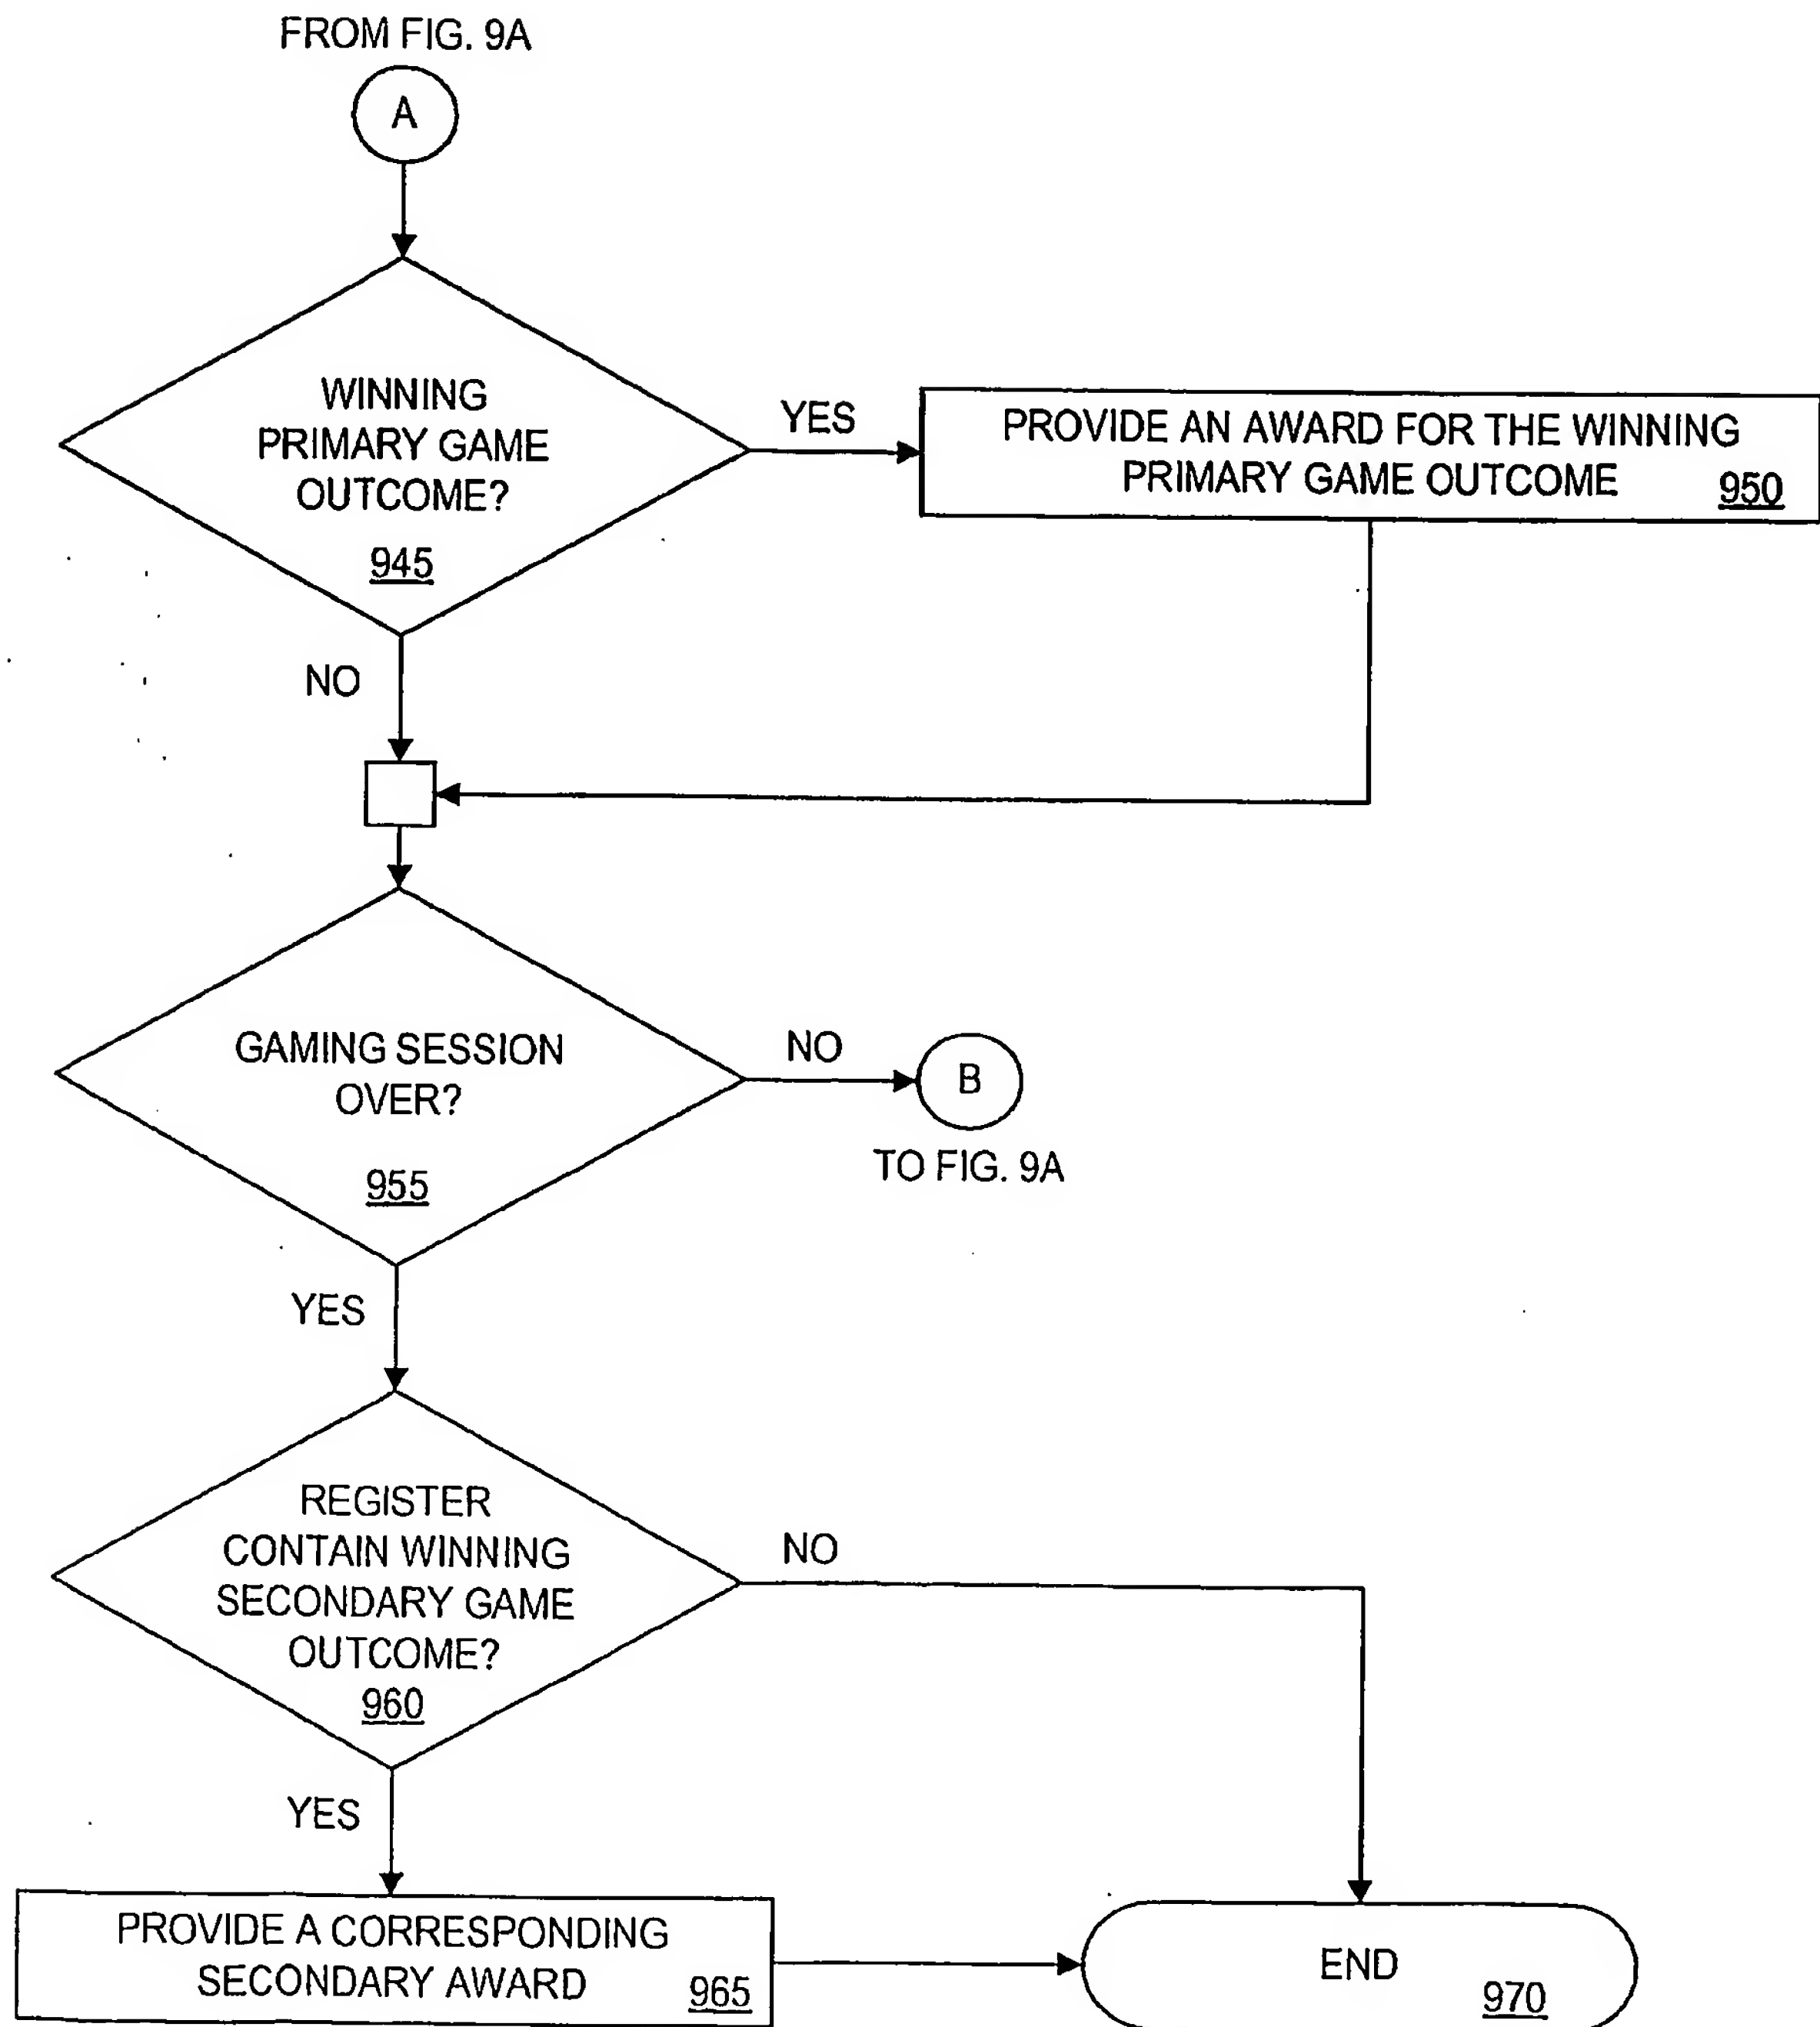 FROM FIG. 9A
A
WINNING
PRIMARY GAME
OUTCOME?
945
YES
PROVIDE AN AWARD FOR THE WINNING
PRIMARY GAME OUTCOME 950
NO
GAMING SESSION
OVER?
955
NO
B
TO FIG. 9A
YES
REGISTER
CONTAIN WINNING
SECONDARY GAME
OUTCOME?
960
NO
YES
PROVIDE A CORRESPONDING
SECONDARY AWARD 965
END
970